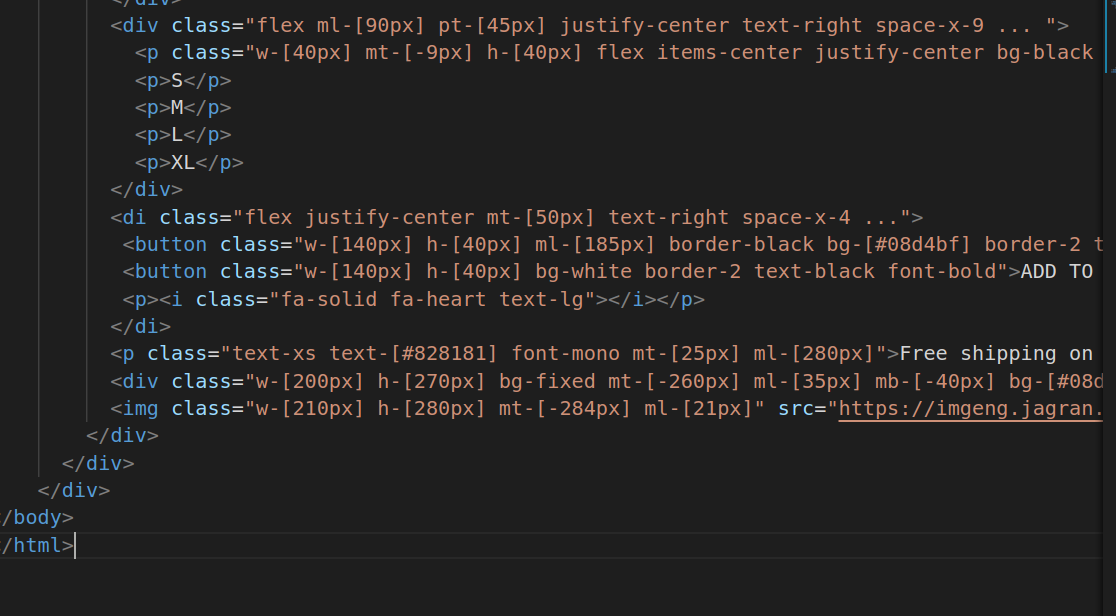 </div>
<div class="flex ml-[90px] pt-[45px] justify-center text-right space-x-9 ... ">
<p class="w-[40px] mt-[-9px] h-[40px] flex items-center justify-center bg-black
<p>S</p>
<p>M</p>
<p>L</p>
<p>XL</p>
</div>
<di class="flex justify-center mt-[50px] text-right space-x-4 ...">
<button class="w-[140px] h-[40px] ml-[185px] border-black bg-[#08d4bf] border-2 t
<button class="w-[140px] h-[40px] bg-white border-2 text-black font-bold">ADD TO
<p><i class="fa-solid fa-heart text-lg"></i></p>
</di>
<p class="text-xs text-[#828181] font-mono mt-[25px] ml-[280px]">Free shipping on
<div class="w-[200px] h-[270px] bg-fixed mt-[-260px] ml-[35px] mb-[-40px] bg-[#08d
<img class="w-[210px] h-[280px] mt-[-284px] ml-[21px]" src="https://imgeng.jagran.
</div>
</div>
</div>
/body>
/html>